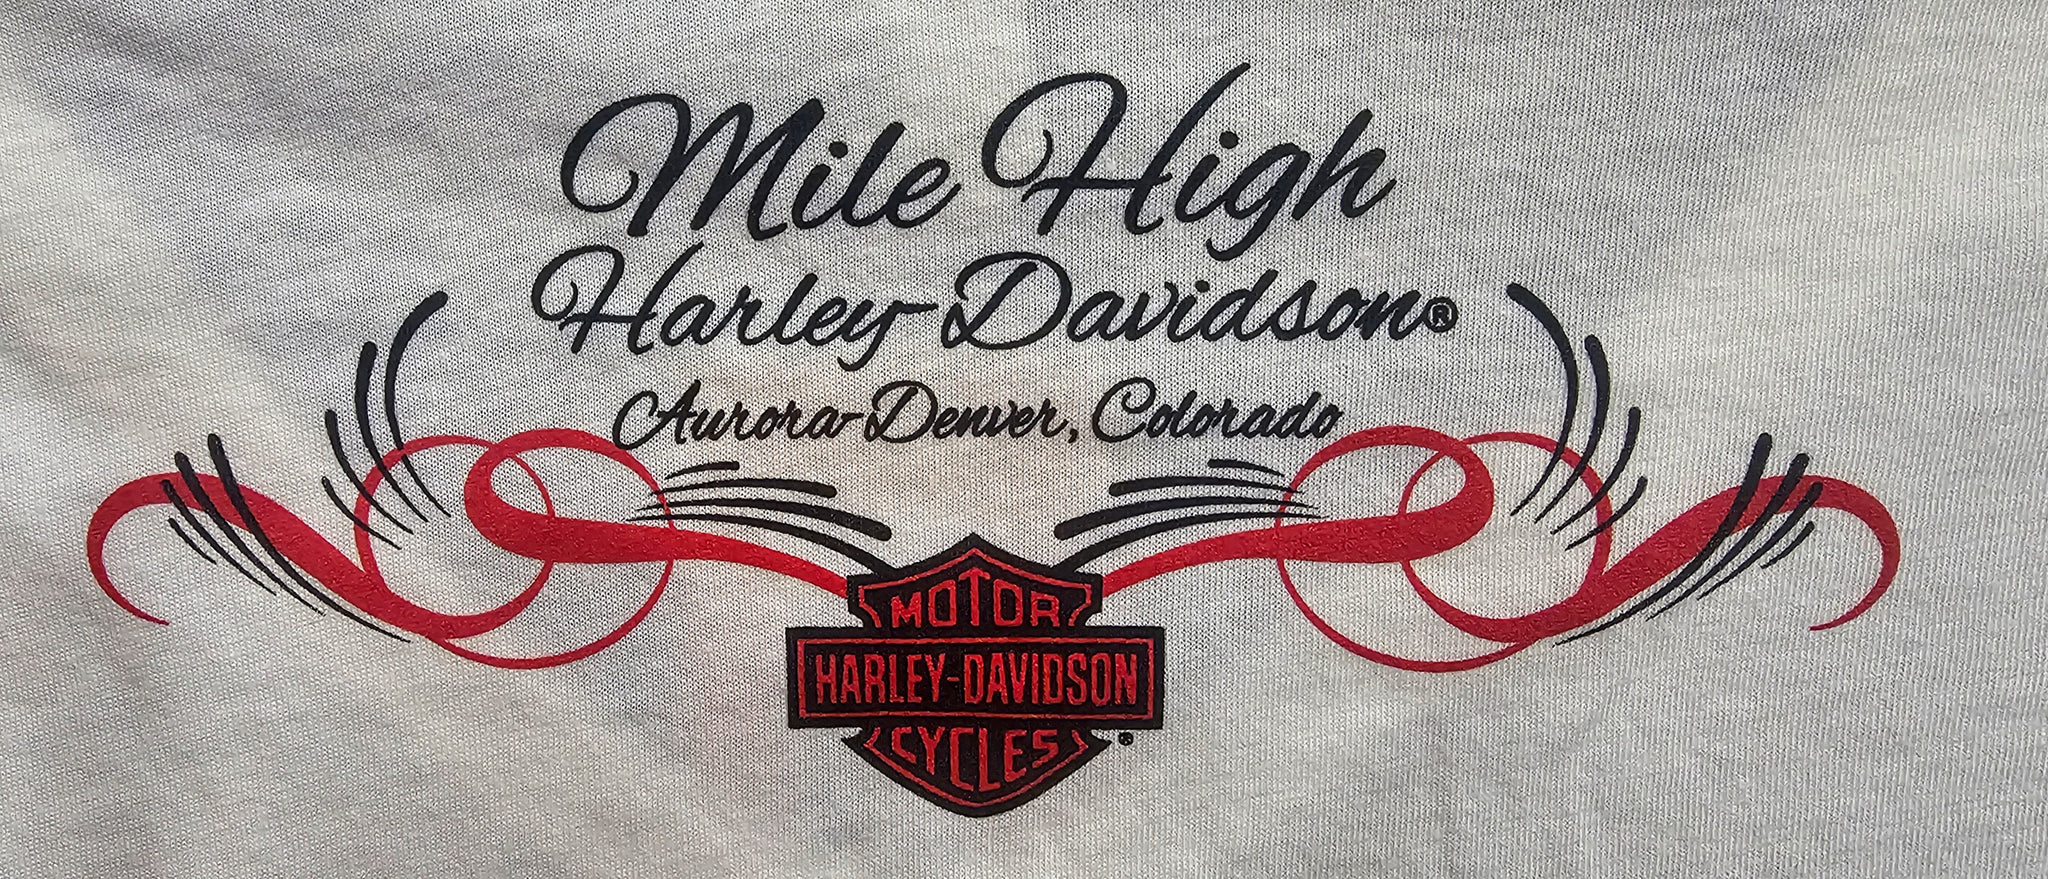 Mile High
Harley-Davidson®
Aurora-Denver, Colorado
MOTOR
HARLEY-DAVIDSON
CYCLES®